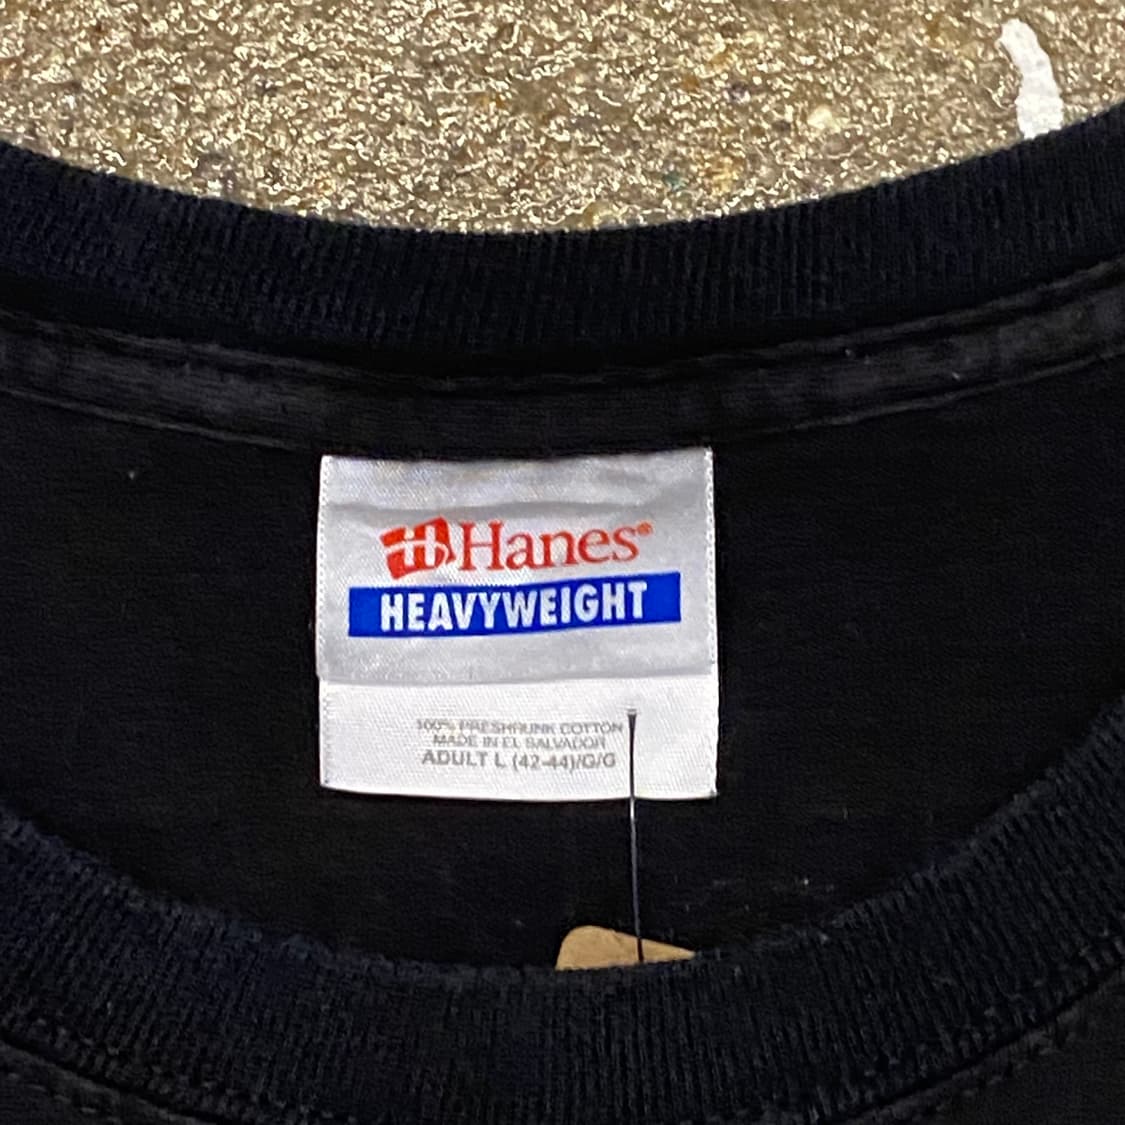 Hanes®
HEAVYWEIGHT
100% PRESHRUNK COTTON
MADE IN EL SALVADOR
ADULT L (42-44)/G/G